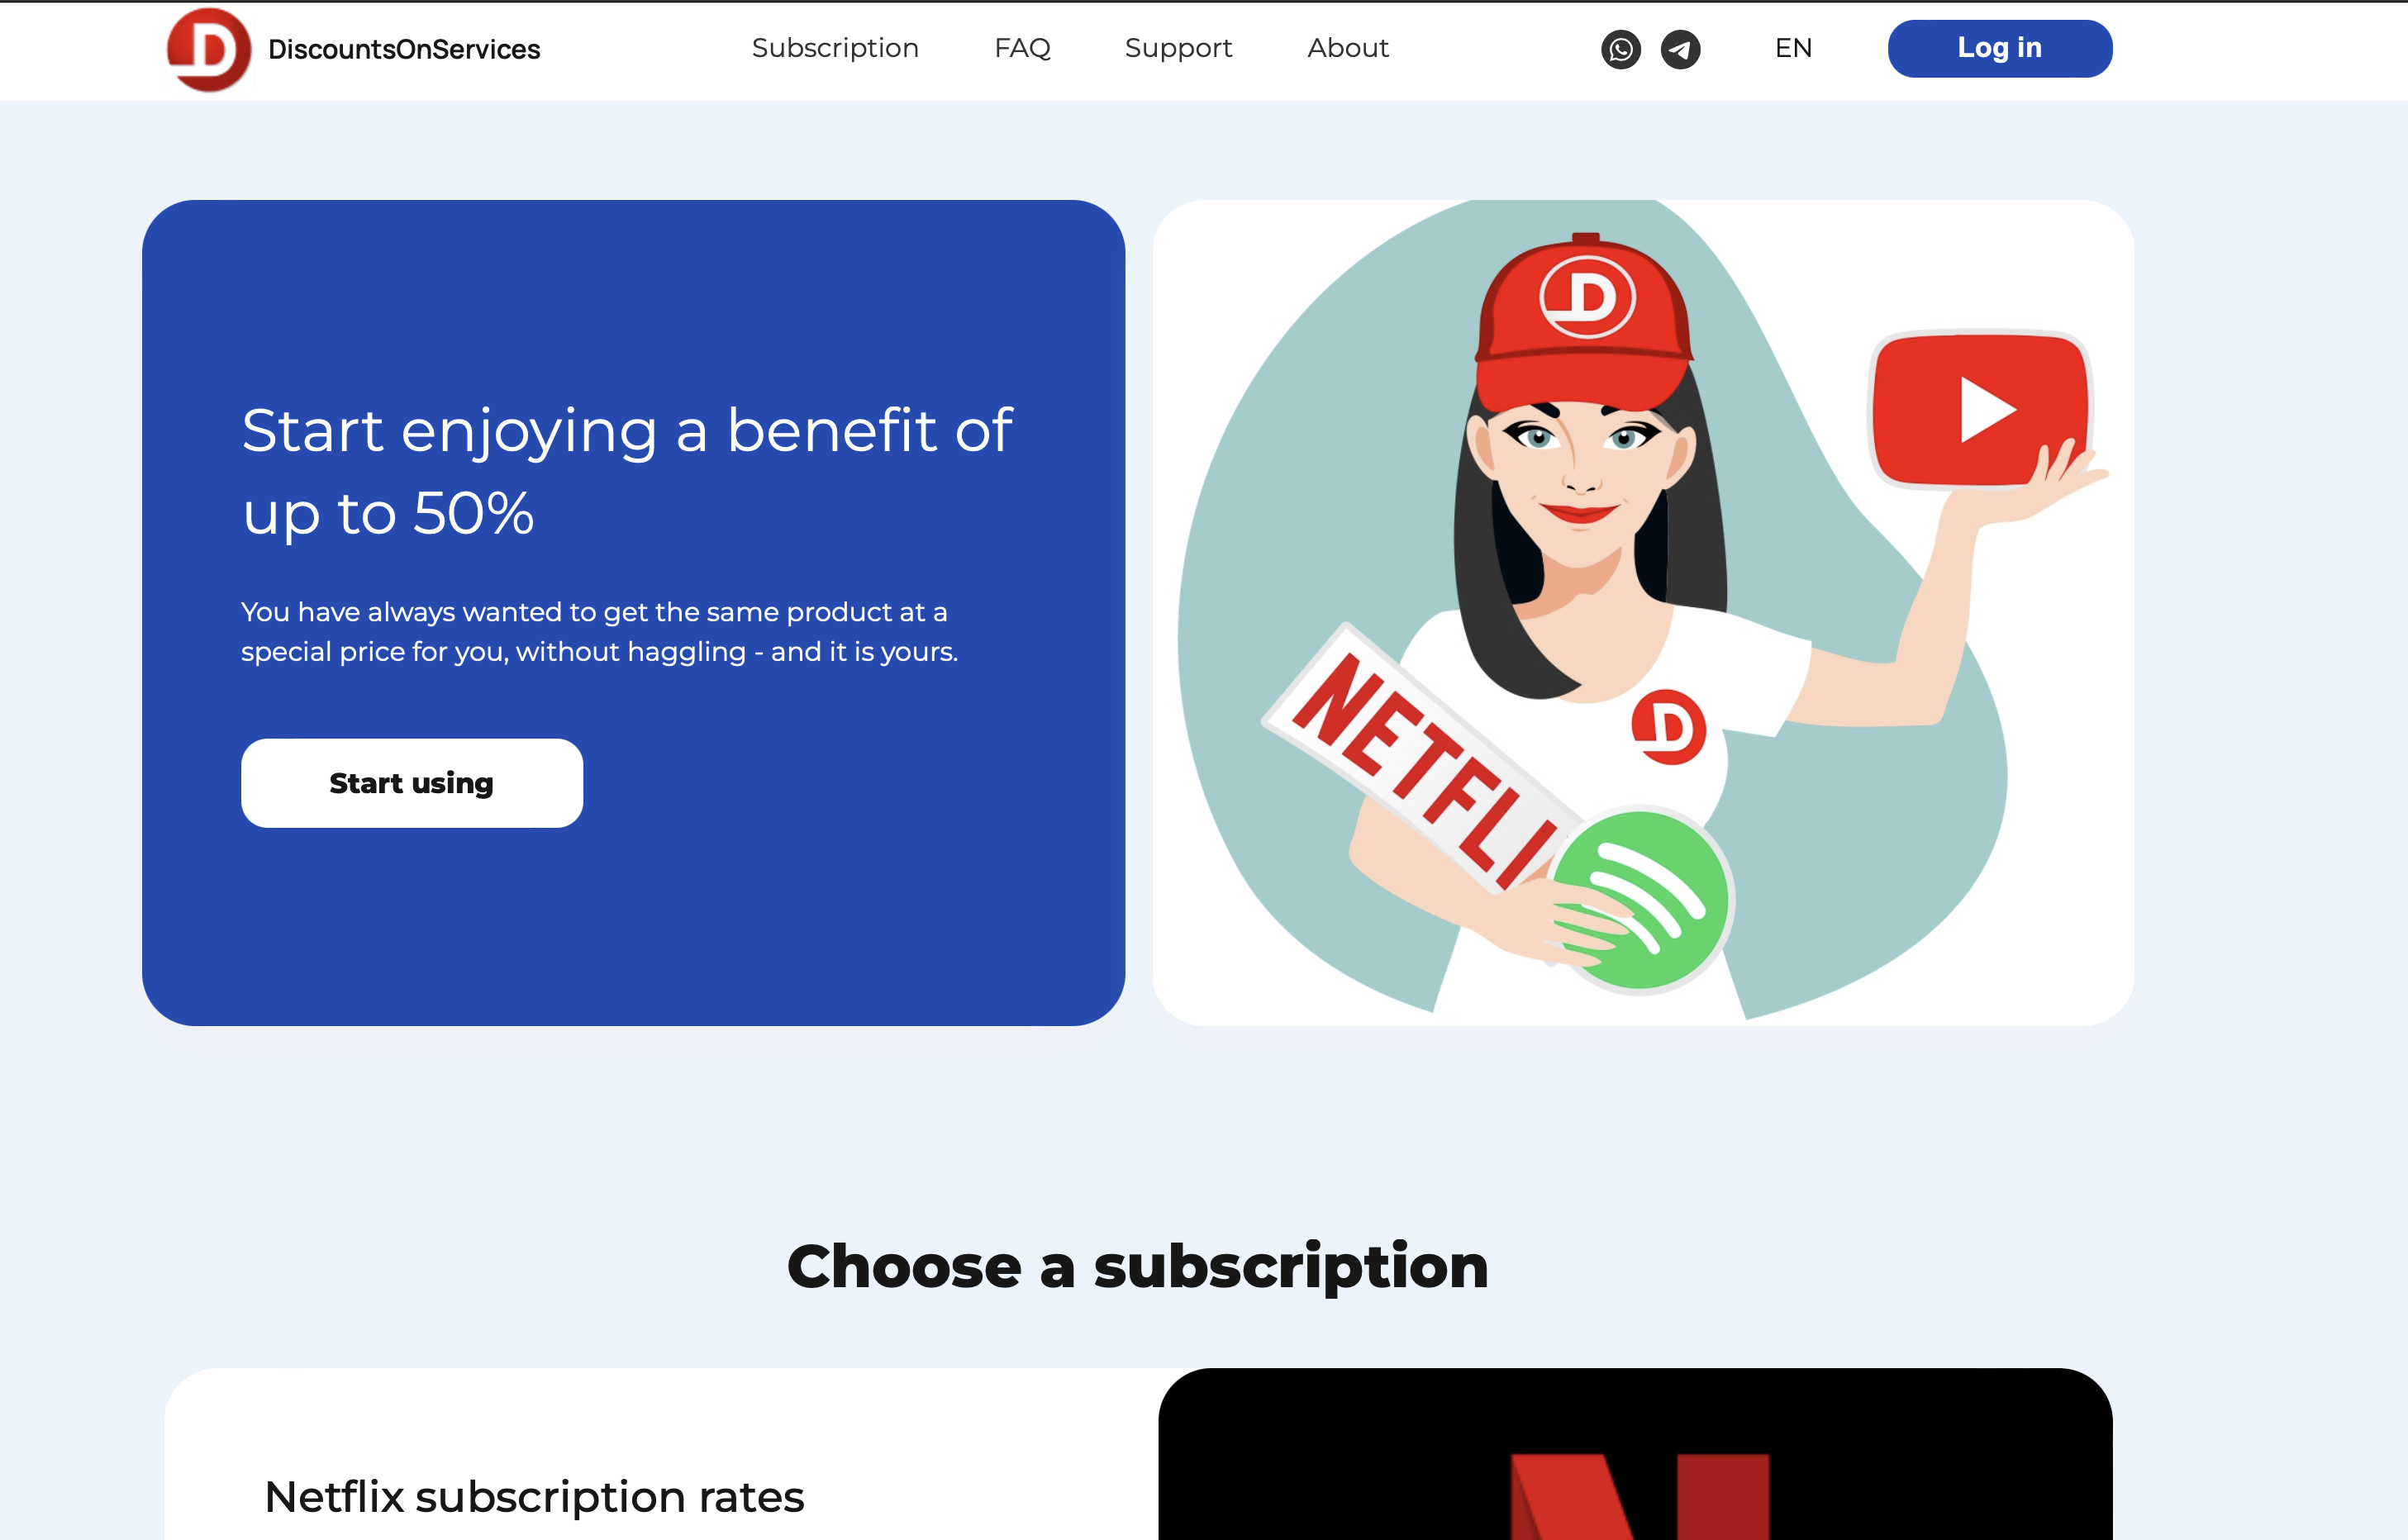 DiscountsOnServices
Subscription
FAQ
Support
About
EN
Log in
Start enjoying a benefit of
up to 50%
You have always wanted to get the same product at a
special price for you, without haggling - and it is yours.
Start using
D
D
NETFLI
Choose a subscription
Netflix subscription rates